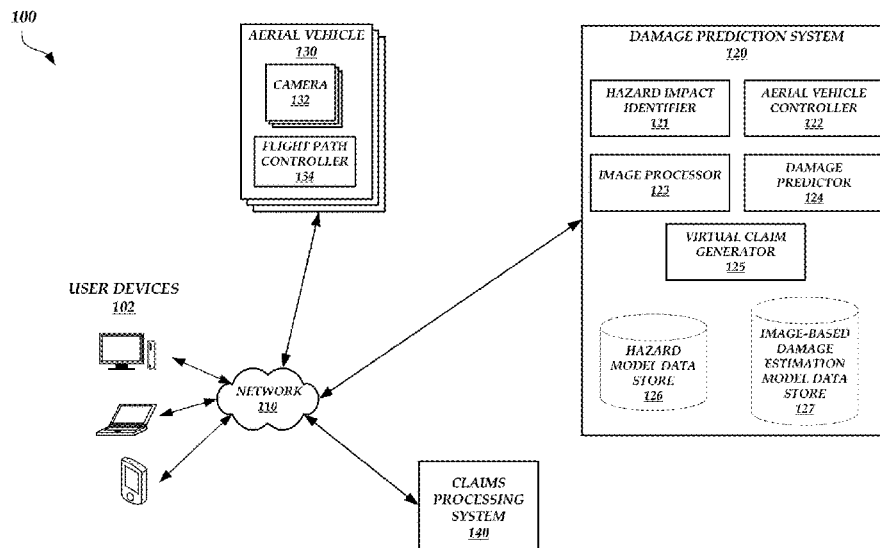 100
AERIAL VEHICLE
130
CAMERA
132
FLIGHT PATH
CONTROLLER
134
DAMAGE PREDICTION SYSTEM
120
HAZARD IMPACT
IDENTIFIER
121
AERIAL VEHICLE
CONTROLLER
122
IMAGE PROCESSOR
123
DAMAGE
PREDICTOR
124
VIRTUAL CLAIM
GENERATOR
125
HAZARD
MODEL DATA
STORE
126
IMAGE-BASED
DAMAGE
ESTIMATION
MODEL DATA
STORE
127
USER DEVICES
102
NETWORK
110
CLAIMS
PROCESSING
SYSTEM
140